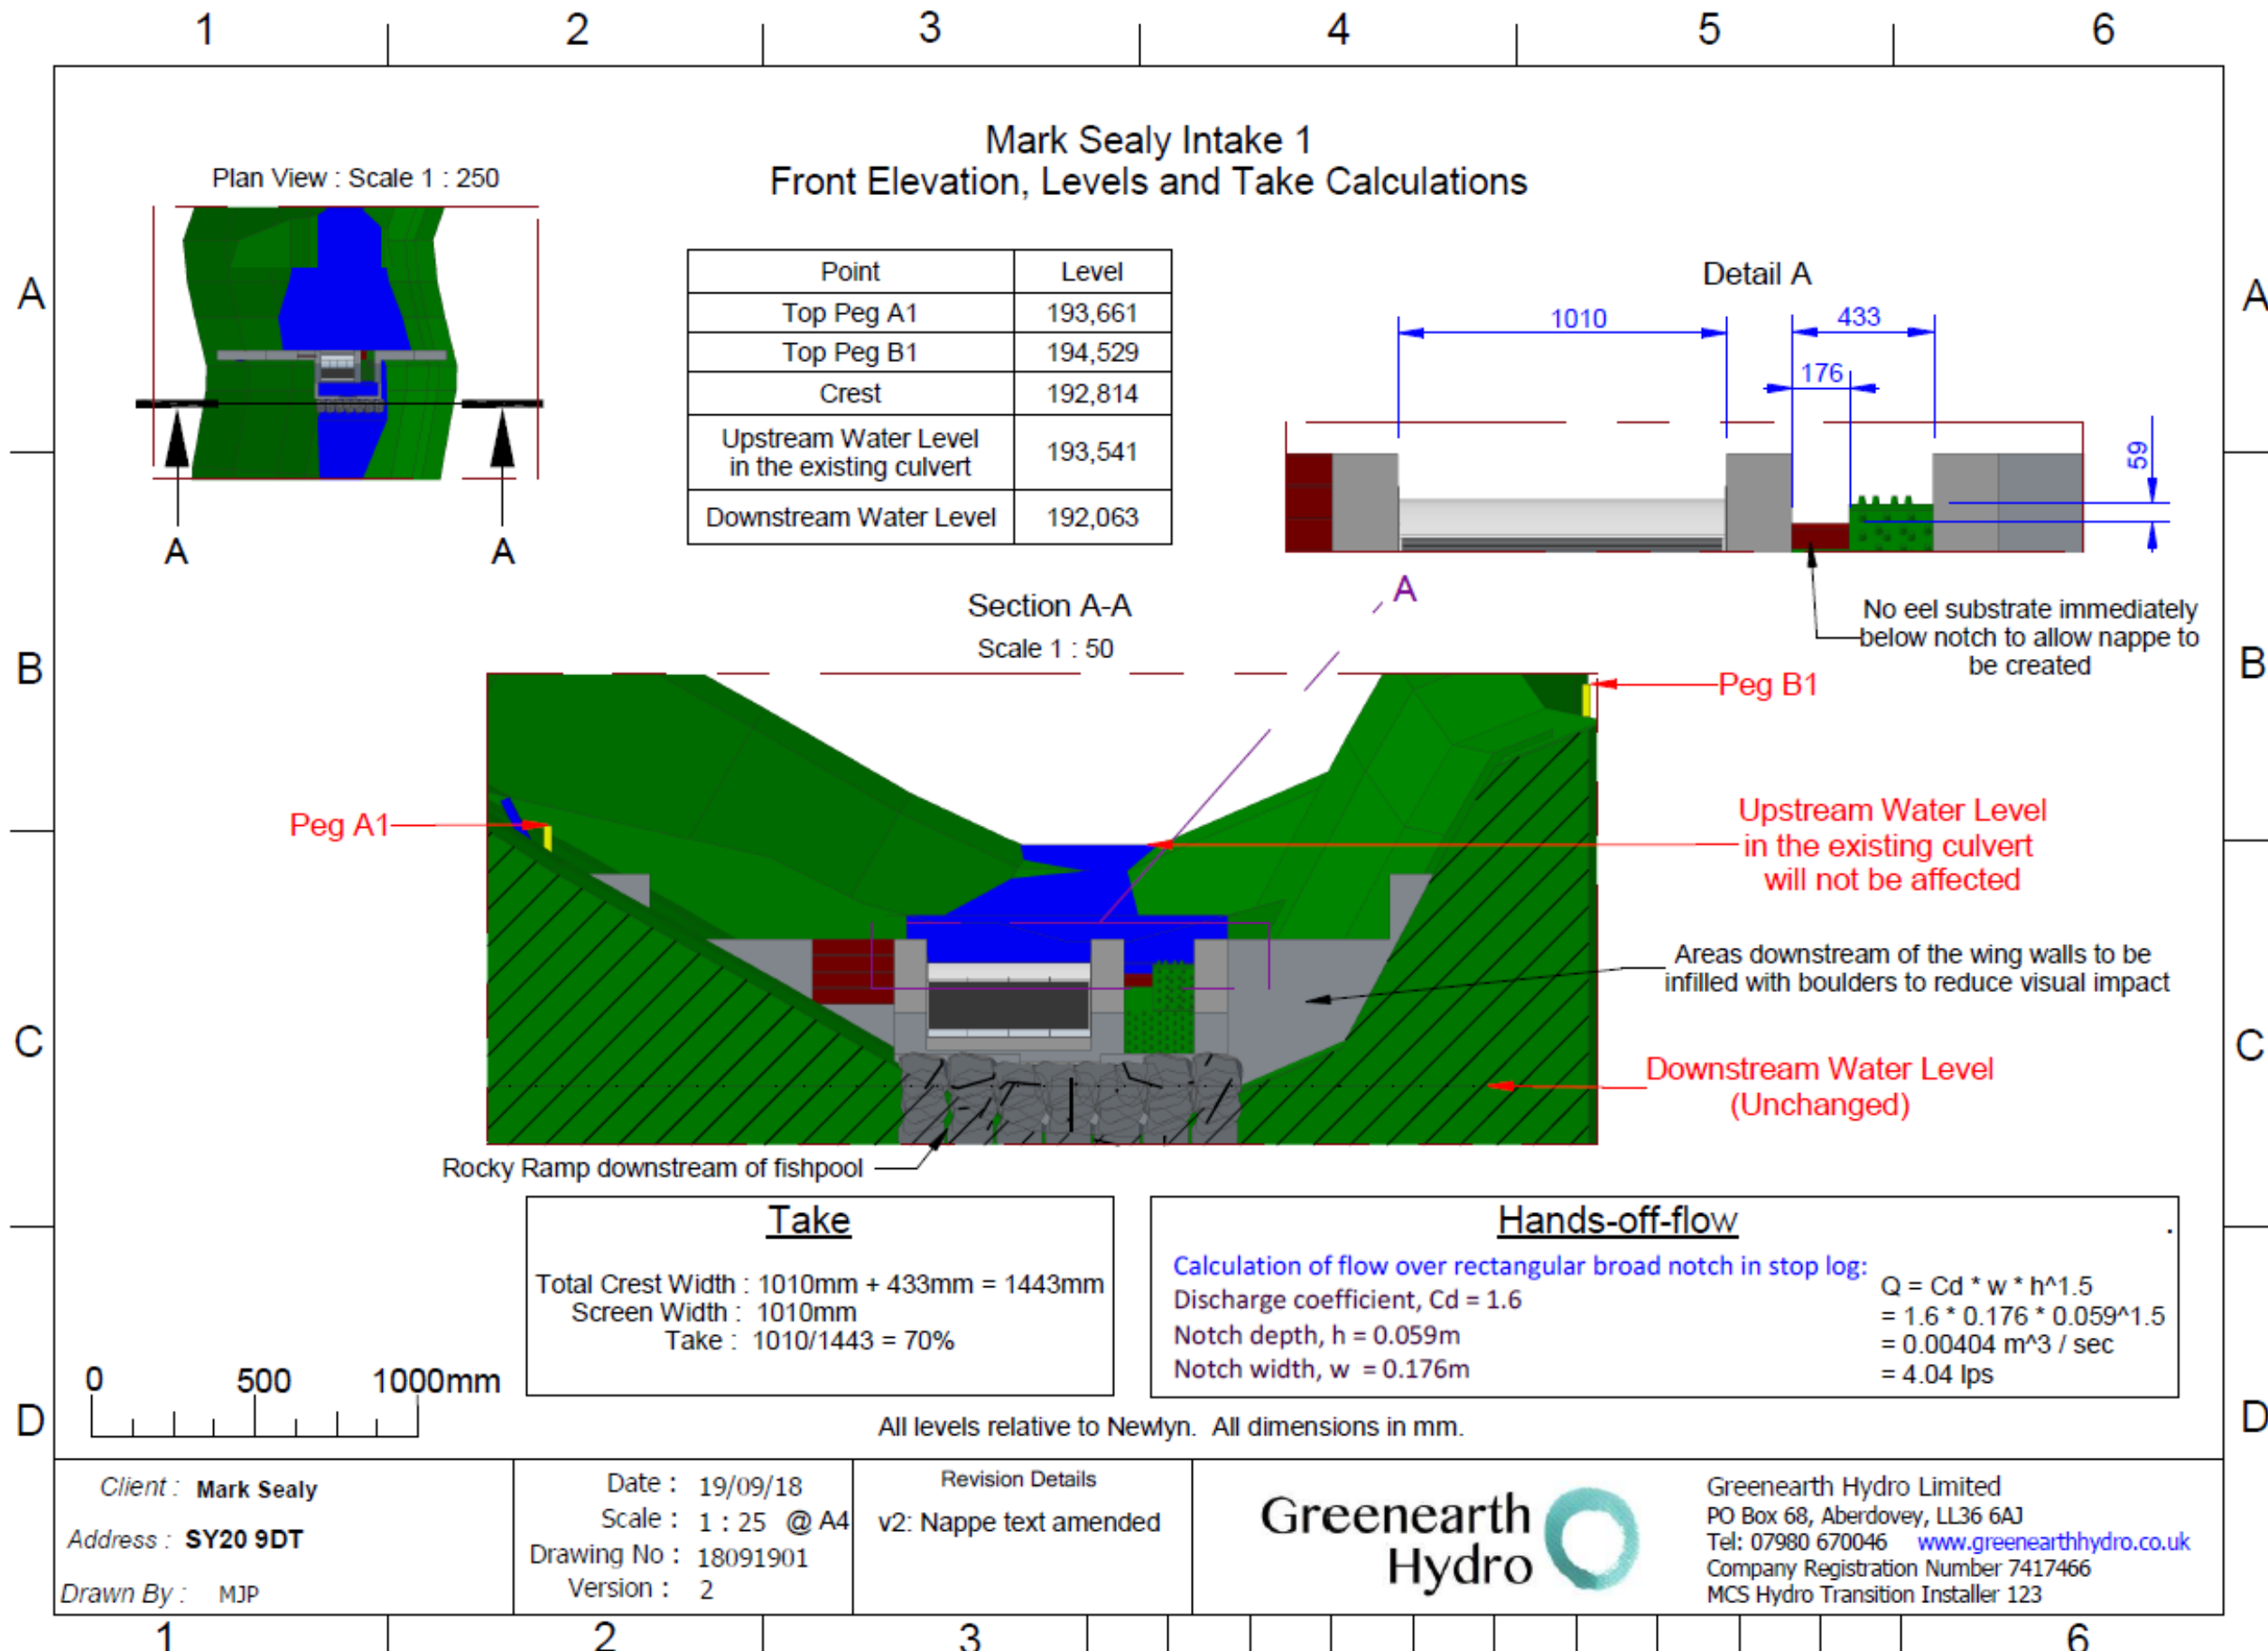 1 2 3 4 5 6
Mark Sealy Intake 1
Front Elevation, Levels and Take Calculations
Plan View : Scale 1 : 250
A A
Point Level
Top Peg A1 193,661
Top Peg B1 194,529
Crest 192,814
Upstream Water Level
in the existing culvert
193,541
Downstream Water Level 192,063
Detail A
1010
433
176
59
No eel substrate immediately
below notch to allow nappe to
be created
A A
Section A-A
Scale 1 : 50
A
B B
Peg B1
Peg A1
Upstream Water Level
in the existing culvert
will not be affected
Areas downstream of the wing walls to be
infilled with boulders to reduce visual impact
C C
Downstream Water Level
(Unchanged)
Rocky Ramp downstream of fishpool
Take
Total Crest Width : 1010mm + 433mm = 1443mm
Screen Width : 1010mm
Take : 1010/1443 = 70%
Hands-off-flow
.
Calculation of flow over rectangular broad notch in stop log:
Discharge coefficient, Cd = 1.6
Notch depth, h = 0.059m
Notch width, w = 0.176m
Q = Cd * w * h^1.5
= 1.6 * 0.176 * 0.059^1.5
= 0.00404 m^3 / sec
= 4.04 lps
0 500 1000mm
D D
All levels relative to Newlyn. All dimensions in mm.
Client : Mark Sealy
Address : SY20 9DT
Drawn By : MJP
Date : 19/09/18
Scale : 1 : 25 @ A4
Drawing No : 18091901
Version : 2
Revision Details
v2: Nappe text amended
Greenearth
Hydro
Greenearth Hydro Limited
PO Box 68, Aberdovey, LL36 6AJ
Tel: 07980 670046 www.greenearthhydro.co.uk
Company Registration Number 7417466
MCS Hydro Transition Installer 123
1 2 3 6